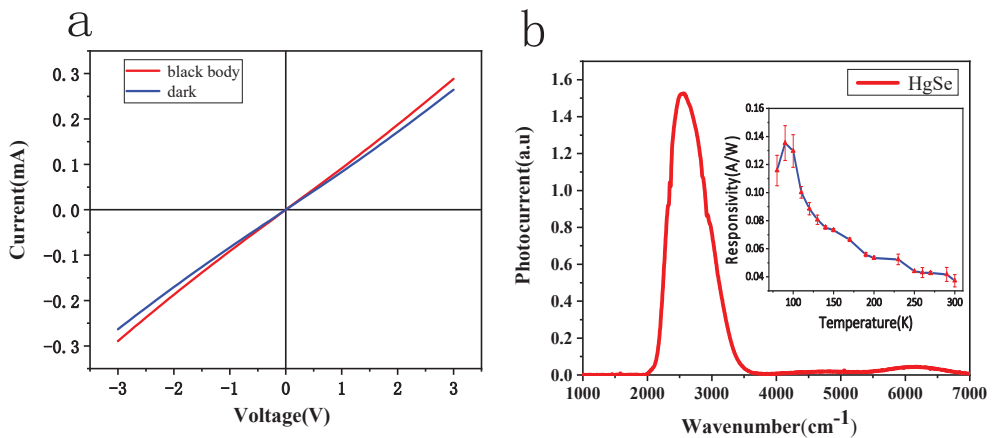 a
black body
dark
0.3
0.2
0.1
0.0
-0.1
-0.2
-0.3
Current(mA)
-3 -2 -1 0 1 2 3
Voltage(V)
b
HgSe
1.6
1.4
1.2
1.0
0.8
0.6
0.4
0.2
0.0
Photocurrent(a.u)
1000 2000 3000 4000 5000 6000 7000
Wavenumber(cm-1)
0.16
0.14
0.12
0.10
0.08
0.06
0.04
Responsivity(A/W)
100 150 200 250 300
Temperature(K)